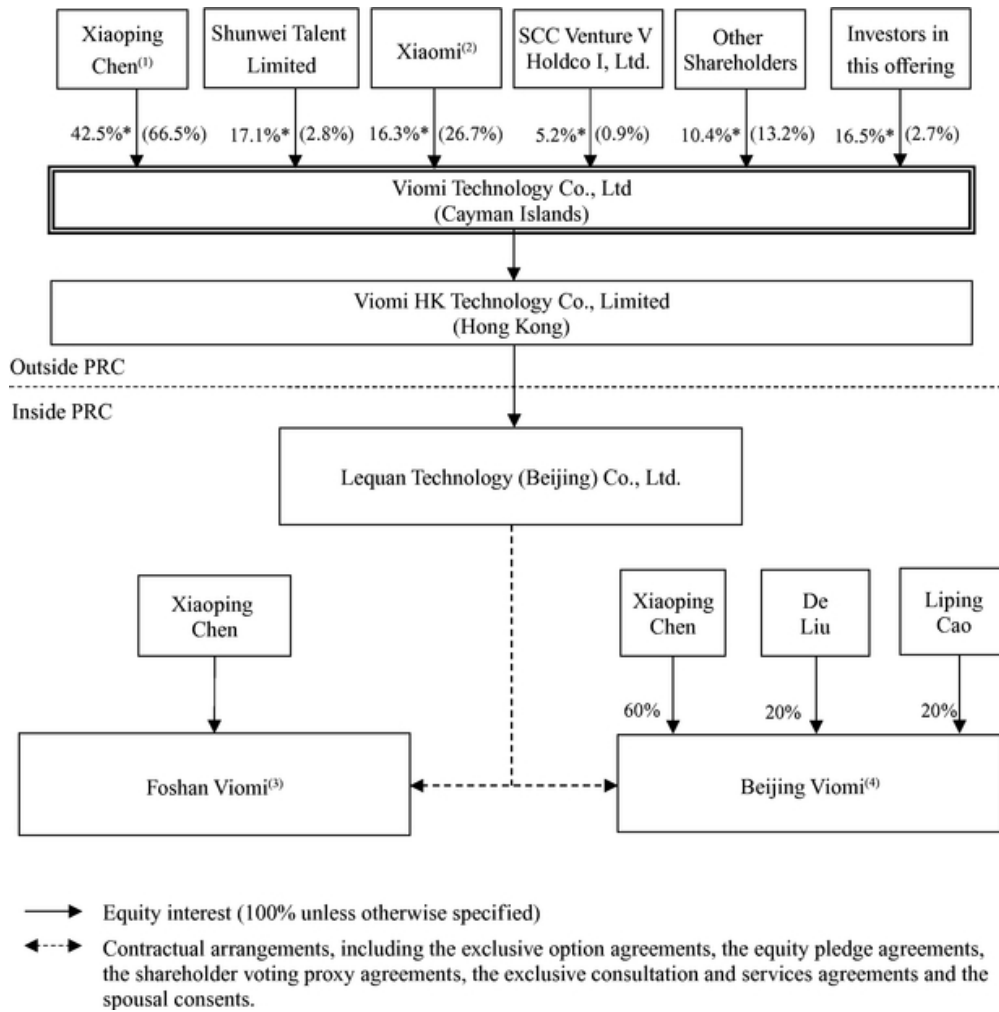 Xiaoping
Chen(1)
Shunwei Talent
Limited
Xiaomi(2)
SCC Venture V
Holdco I, Ltd.
Other
Shareholders
Investors in
this offering
42.5%* (66.5%)
17.1%* (2.8%)
16.3%* (26.7%)
5.2%* (0.9%)
10.4%* (13.2%)
16.5%* (2.7%)
Viomi Technology Co., Ltd
(Cayman Islands)
Viomi HK Technology Co., Limited
(Hong Kong)
Outside PRC
Inside PRC
Lequan Technology (Beijing) Co., Ltd.
Xiaoping
Chen
Xiaoping
Chen
De
Liu
Liping
Cao
60%
20%
20%
Foshan Viomi(3)
Beijing Viomi(4)
Equity interest (100% unless otherwise specified)
Contractual arrangements, including the exclusive option agreements, the equity pledge agreements,
the shareholder voting proxy agreements, the exclusive consultation and services agreements and the
spousal consents.